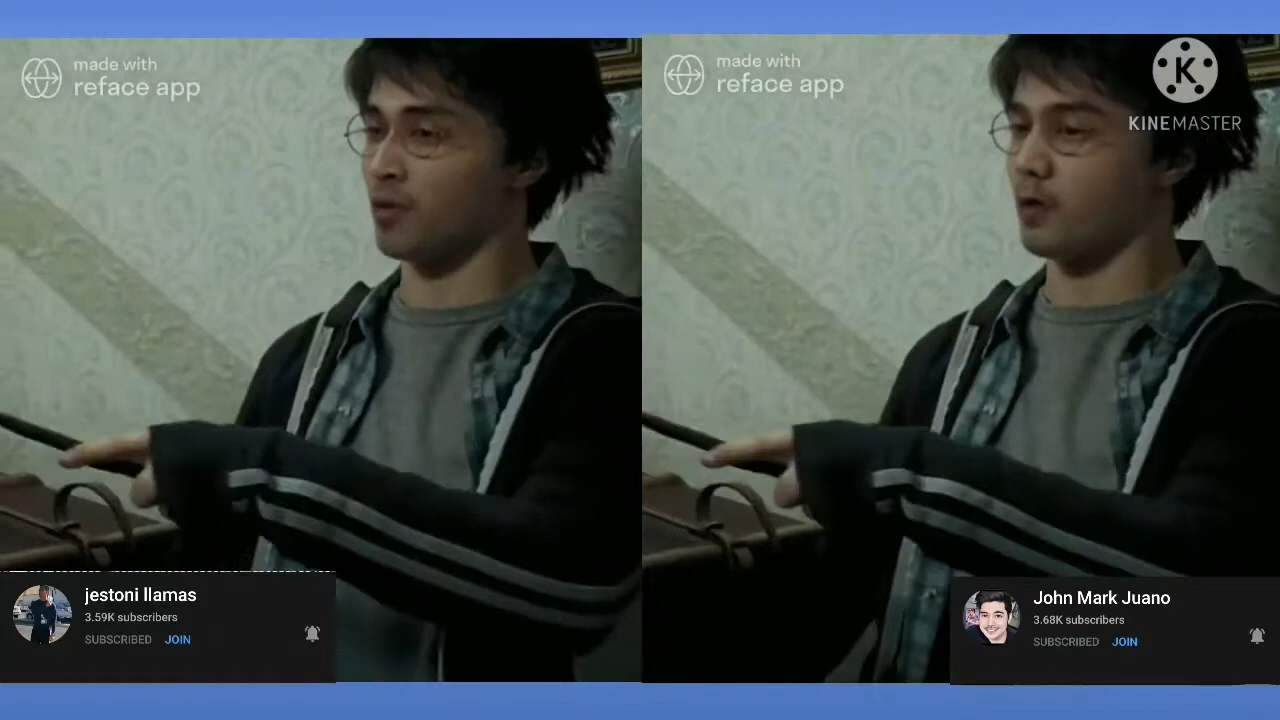 made with
reface app
made with
reface app
K
KINEMASTER
jestoni llamas
3.59K subscribers
SUBSCRIBED JOIN
John Mark Juano
3.68K subscribers
SUBSCRIBED JOIN